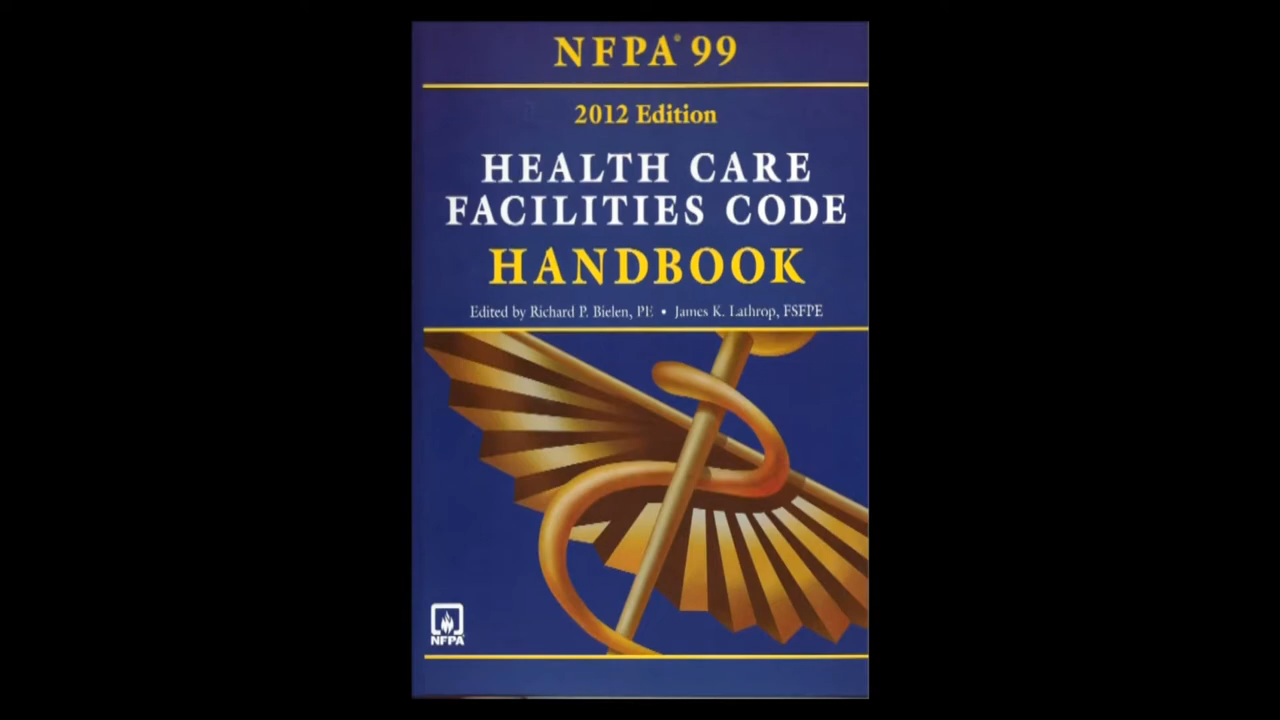 NFPA® 99
2012 Edition
HEALTH CARE
FACILITIES CODE
HANDBOOK
Edited by Richard P. Bielen, PE • James K. Lathrop, FSFPE
NFPA®